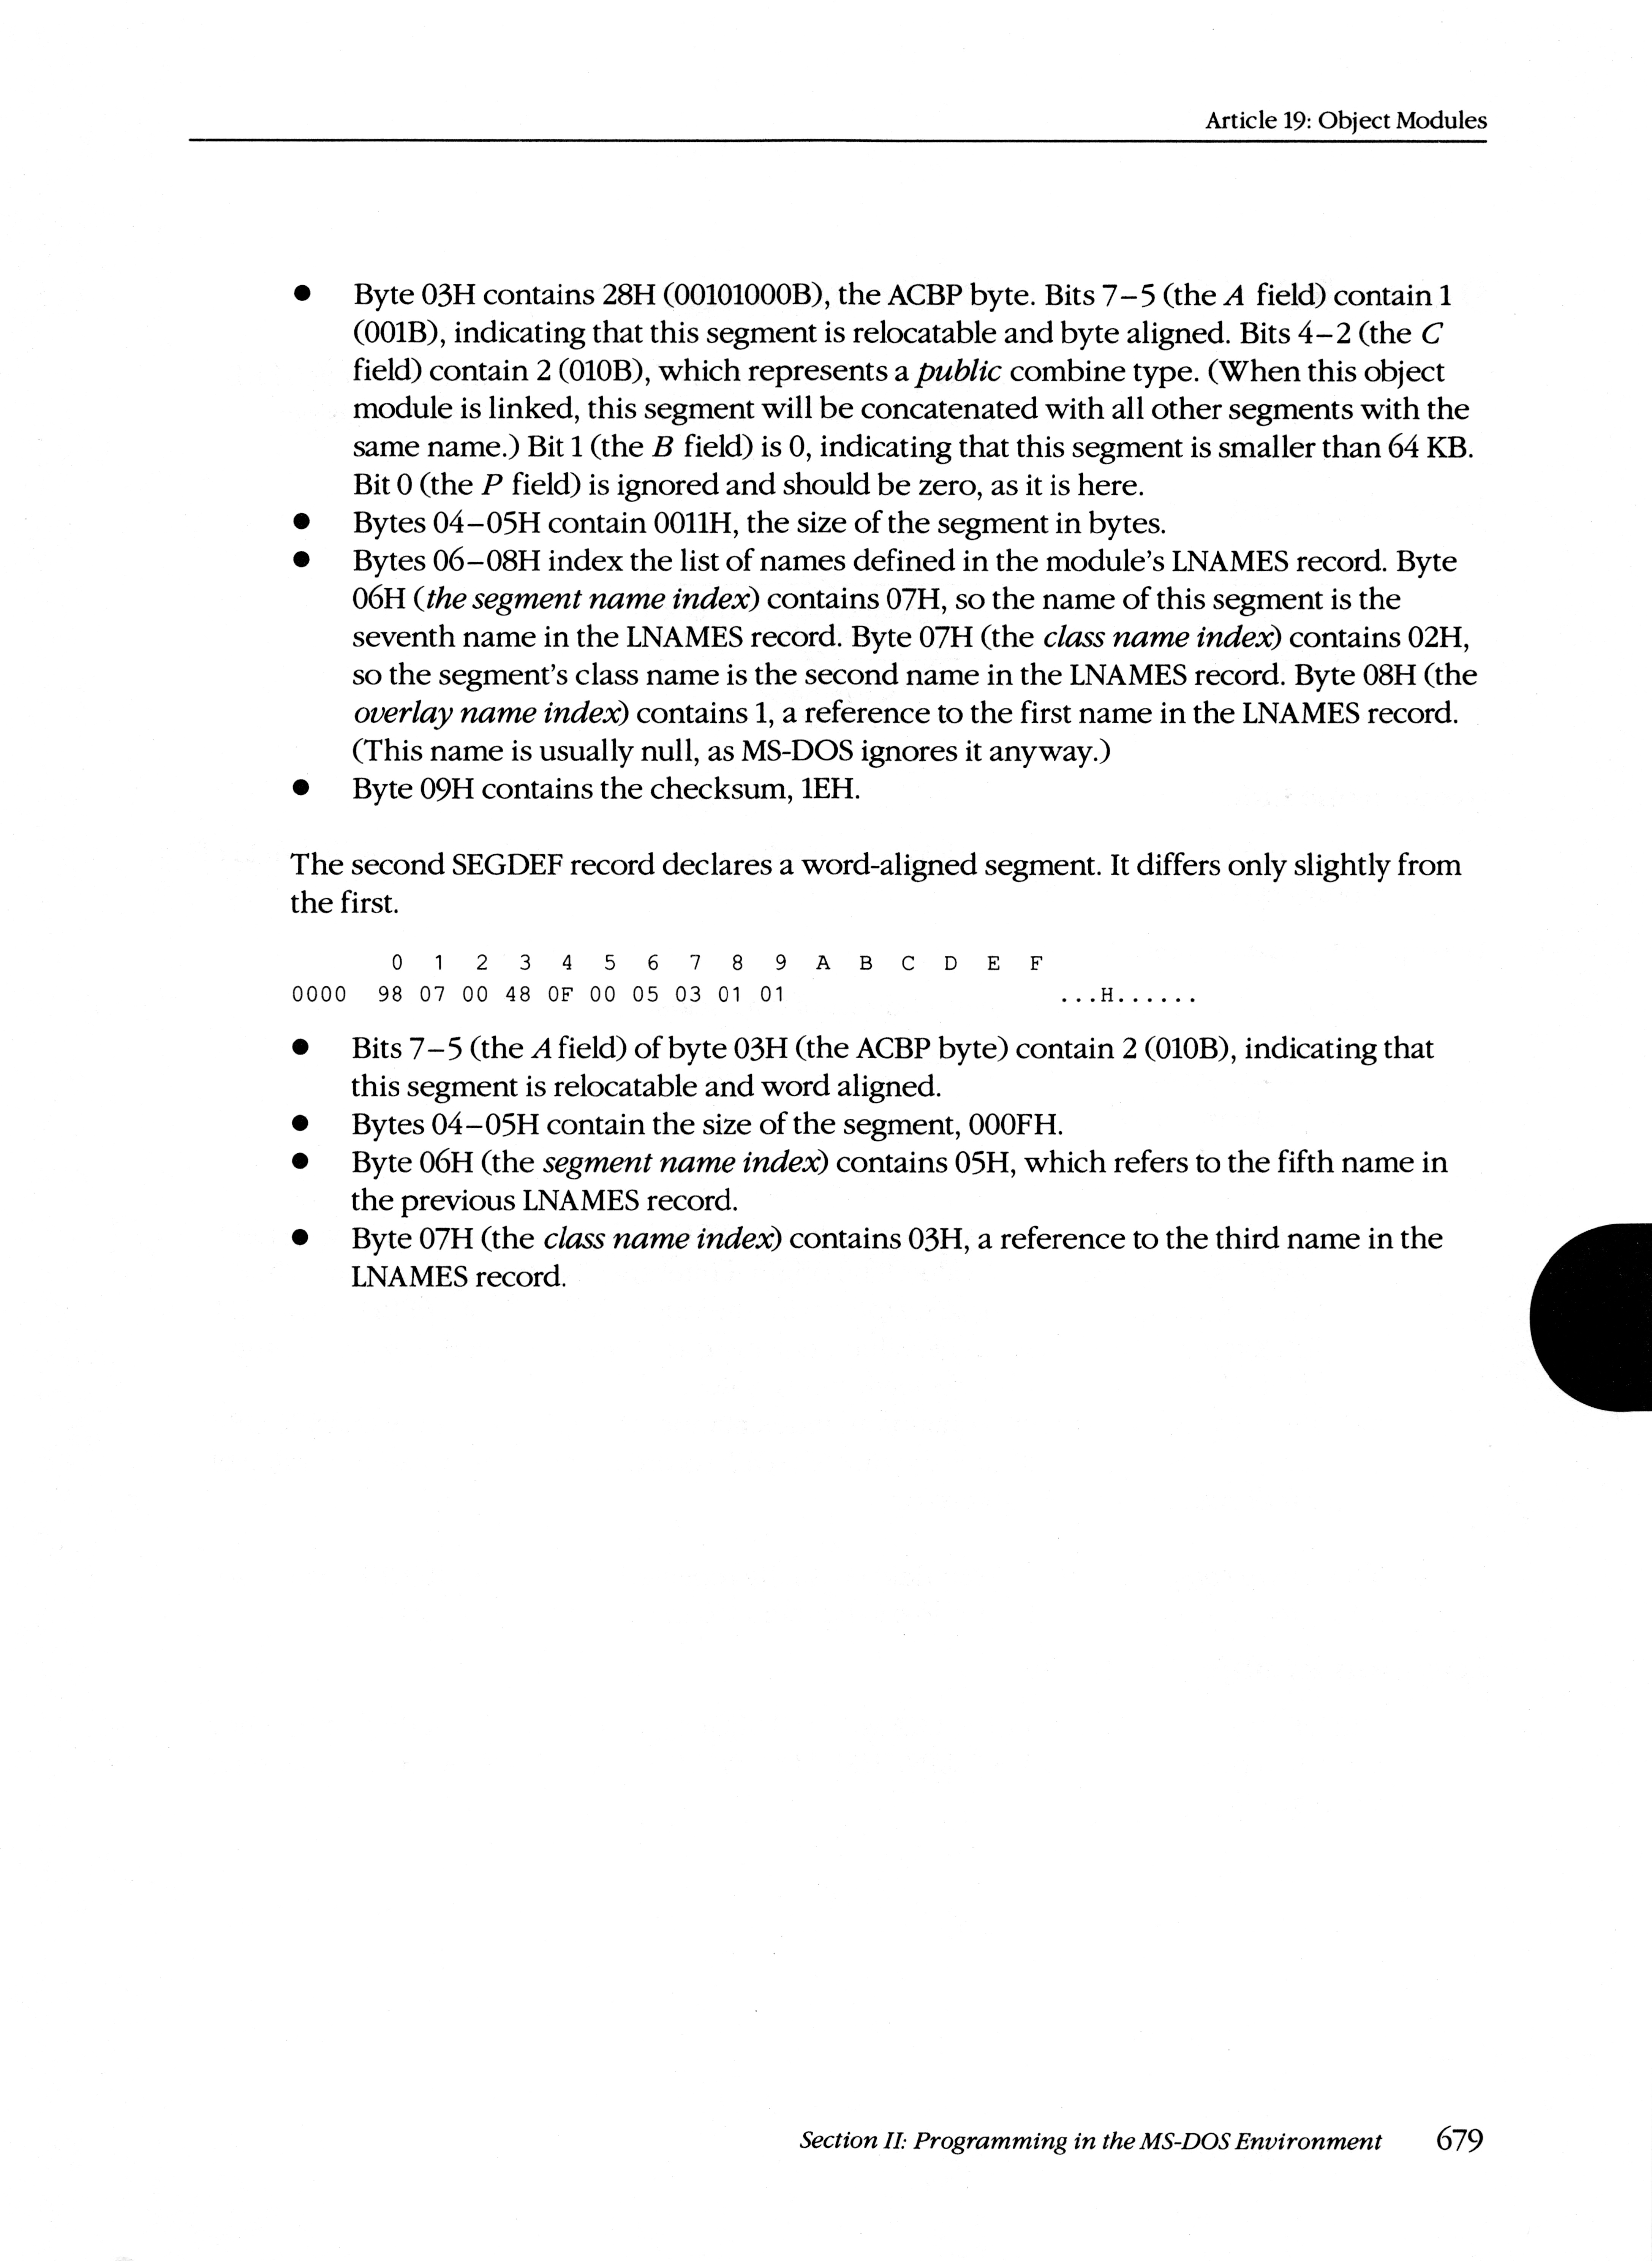 Article 19: Object Modules
● Byte 03H contains 28H (00101000B), the ACBP byte. Bits 7–5 (the A field) contain 1
(001B), indicating that this segment is relocatable and byte aligned. Bits 4–2 (the C
field) contain 2 (010B), which represents a public combine type. (When this object
module is linked, this segment will be concatenated with all other segments with the
same name.) Bit 1 (the B field) is 0, indicating that this segment is smaller than 64 KB.
Bit 0 (the P field) is ignored and should be zero, as it is here.
● Bytes 04–05H contain 0011H, the size of the segment in bytes.
● Bytes 06–08H index the list of names defined in the module's LNAMES record. Byte
06H (the segment name index) contains 07H, so the name of this segment is the
seventh name in the LNAMES record. Byte 07H (the class name index) contains 02H,
so the segment's class name is the second name in the LNAMES record. Byte 08H (the
overlay name index) contains 1, a reference to the first name in the LNAMES record.
(This name is usually null, as MS-DOS ignores it anyway.)
● Byte 09H contains the checksum, 1EH.
The second SEGDEF record declares a word-aligned segment. It differs only slightly from
the first.
0 1 2 3 4 5 6 7 8 9 A B C D E F
0000 98 07 00 48 0F 00 05 03 01 01 ...H......
● Bits 7–5 (the A field) of byte 03H (the ACBP byte) contain 2 (010B), indicating that
this segment is relocatable and word aligned.
● Bytes 04–05H contain the size of the segment, 000FH.
● Byte 06H (the segment name index) contains 05H, which refers to the fifth name in
the previous LNAMES record.
● Byte 07H (the class name index) contains 03H, a reference to the third name in the
LNAMES record.
Section II: Programming in the MS-DOS Environment 679